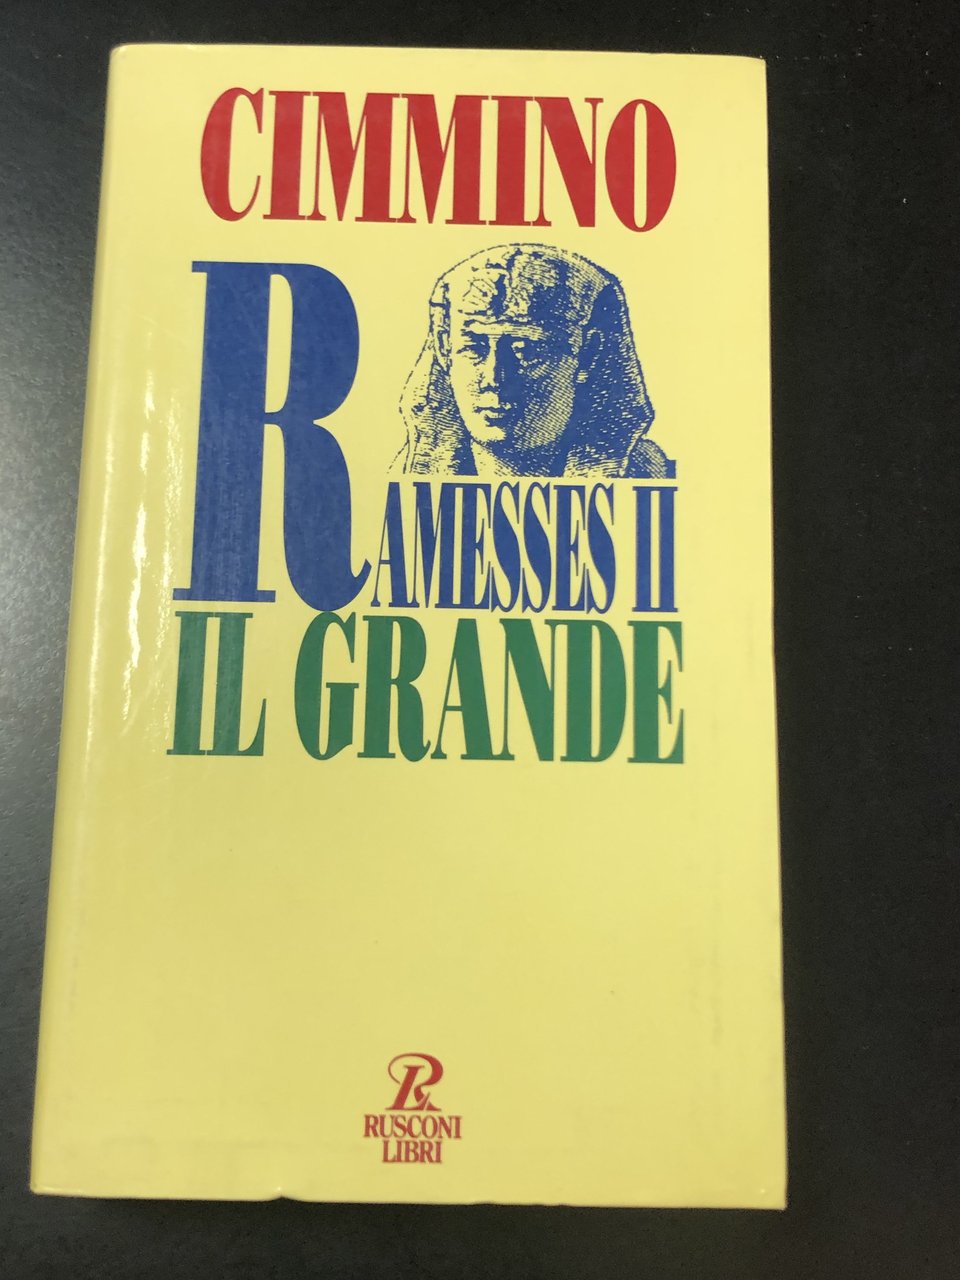 CIMMINO
RAMESSES II
IL GRANDE
RUSCONI
LIBRI